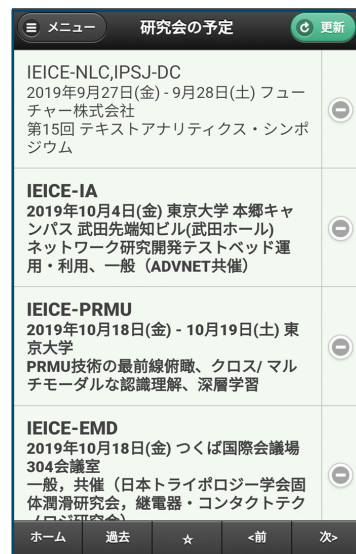 メニュー
研究会の予定
更新
IEICE-NLC,IPSJ-DC
2019年9月27日(金) - 9月28日(土) フュー
チャー株式会社
第15回 テキストアナリティクス・シンポ
ジウム
IEICE-IA
2019年10月4日(金) 東京大学 本郷キャ
ンパス 武田先端知ビル(武田ホール)
ネットワーク研究開発テストベッド運
用・利用、一般（ADVNET共催）
IEICE-PRMU
2019年10月18日(金) - 10月19日(土) 東
京大学
PRMU技術の最前線俯瞰、クロス/ マル
チモーダルな認識理解、深層学習
IEICE-EMD
2019年10月18日(金) つくば国際会議場
304会議室
一般，共催（日本トライボロジー学会固
体潤滑研究会，継電器・コンタクトテク
ホーム
過去
☆
<前
次>